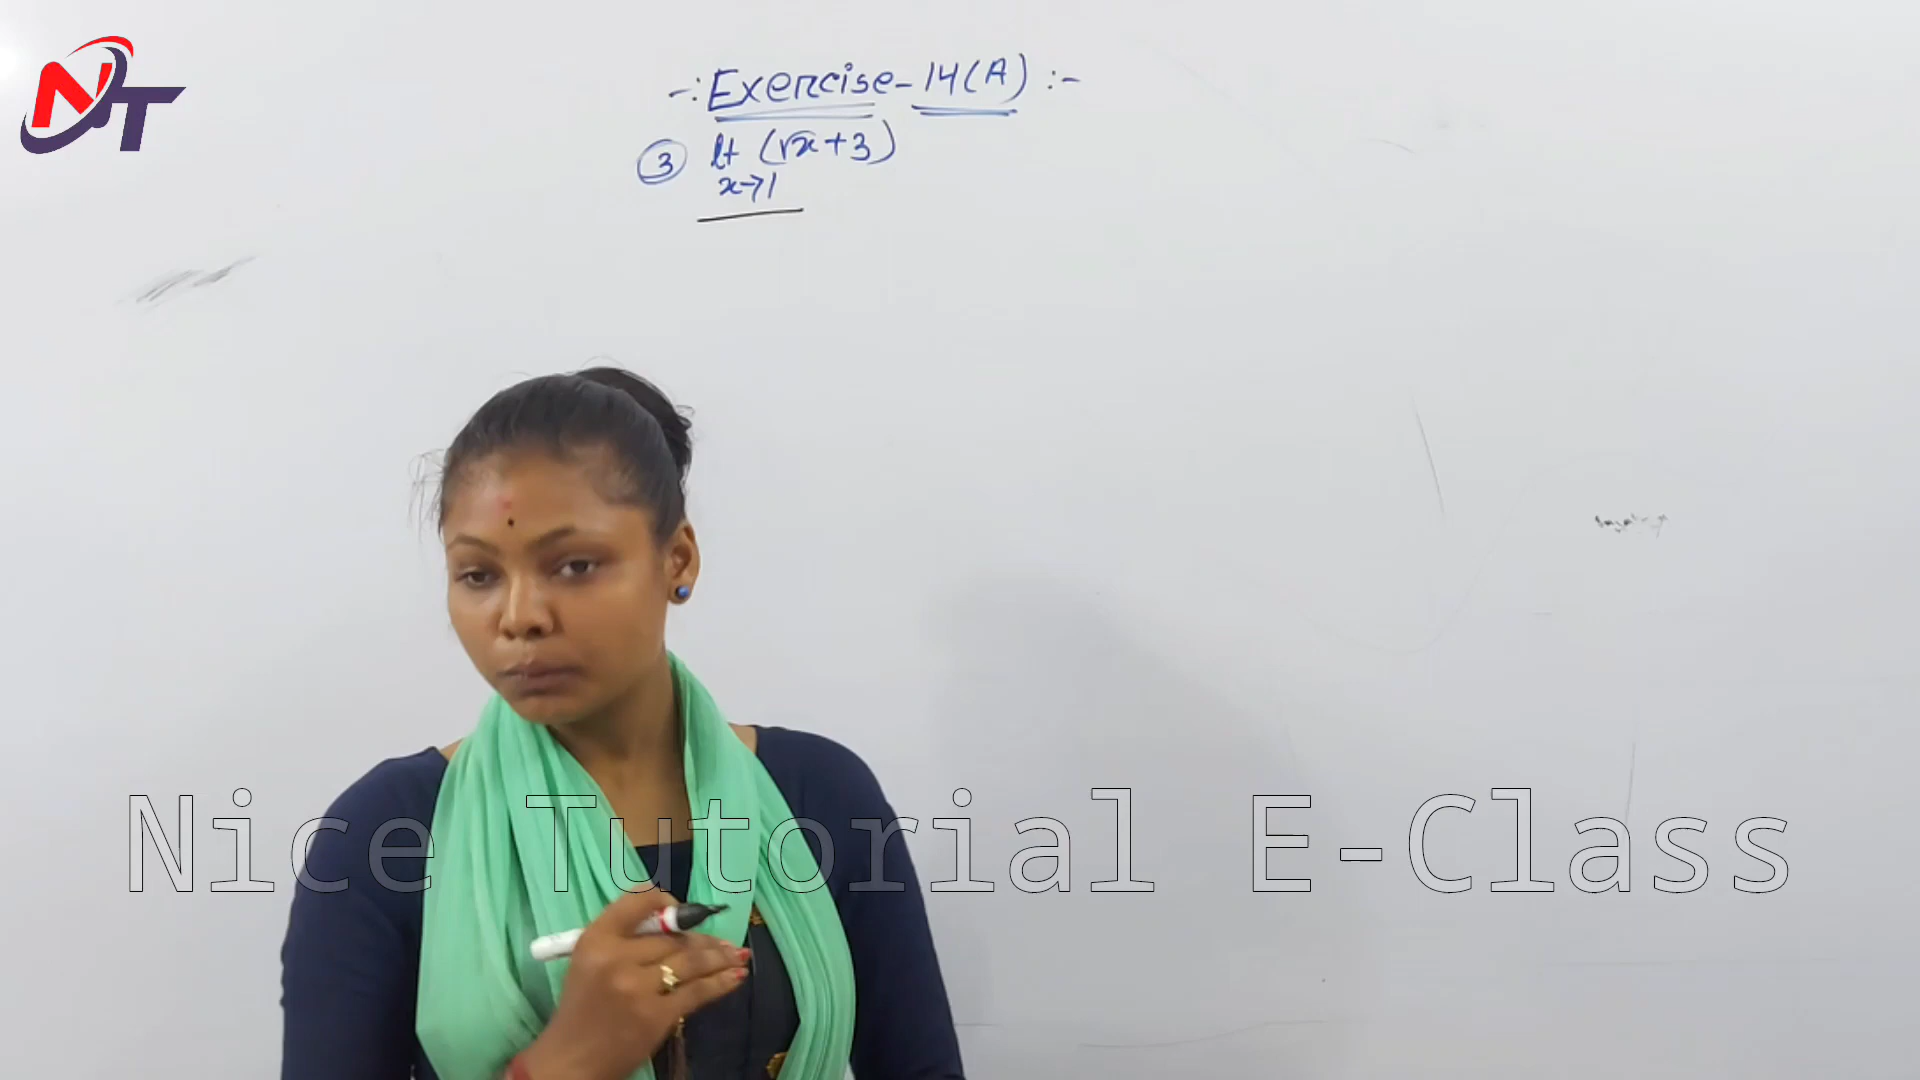 NT
-: Exercise-14(A) :-
③ lt (√x+3)
x→1
Nice Tutorial E-Class